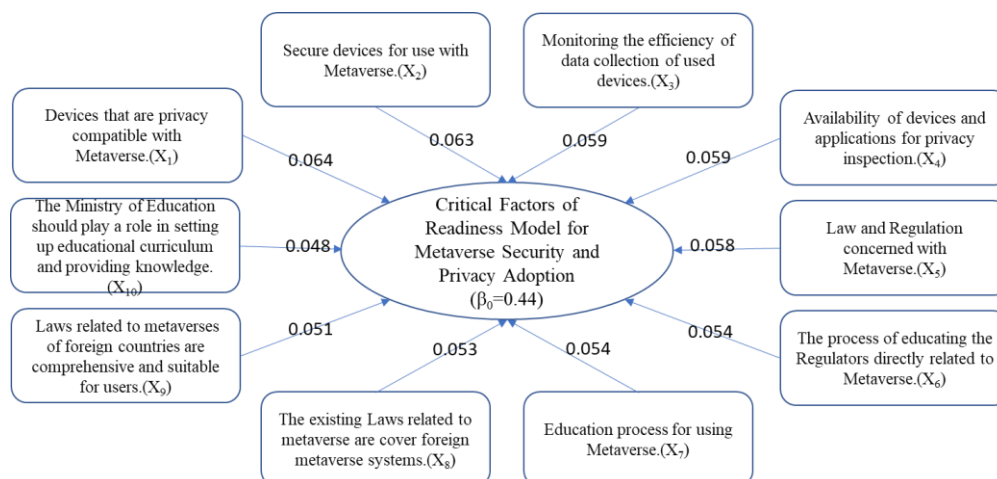 Secure devices for use with
Metaverse.(X₂)
Monitoring the efficiency of
data collection of used
devices.(X₃)
Devices that are privacy
compatible with
Metaverse.(X₁)
Availability of devices and
applications for privacy
inspection.(X₄)
0.064
0.063
0.059
0.059
The Ministry of Education
should play a role in setting
up educational curriculum
and providing knowledge.
(X₁₀)
0.048
Critical Factors of
Readiness Model for
Metaverse Security and
Privacy Adoption
(β₀=0.44)
0.058
Law and Regulation
concerned with
Metaverse.(X₅)
Laws related to metaverses
of foreign countries are
comprehensive and suitable
for users.(X₉)
0.051
0.053
0.054
0.054
The process of educating the
Regulators directly related to
Metaverse.(X₆)
The existing Laws related to
metaverse are cover foreign
metaverse systems.(X₈)
Education process for using
Metaverse.(X₇)